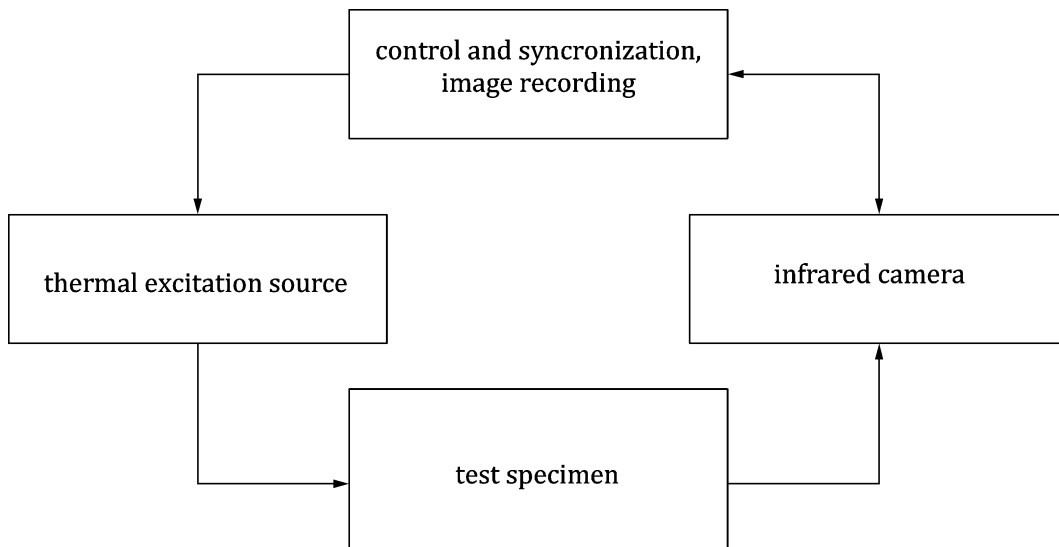 control and syncronization,
image recording
thermal excitation source
infrared camera
test specimen